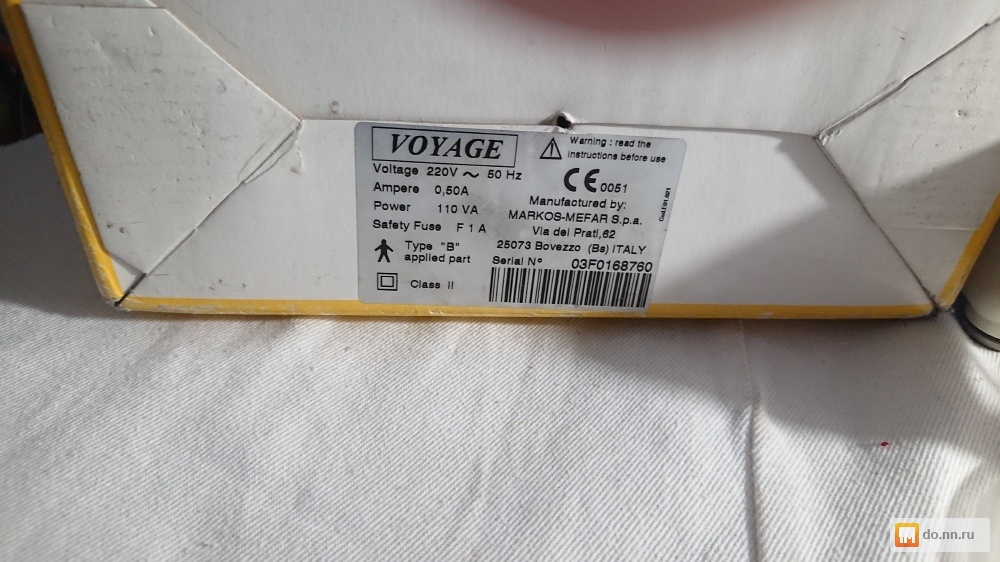 VOYAGE
Voltage 220V ~ 50 Hz
Ampere 0,50A
Power 110 VA
Safety Fuse F 1 A
Type "B"
applied part
Class II
Warning : read the
instructions before use
CE 0051
Manufactured by:
MARKOS-MEFAR S.p.a.
Via dei Prati,62
25073 Bovezzo (Bs) ITALY
Serial N° 03F0168760
do.nn.ru